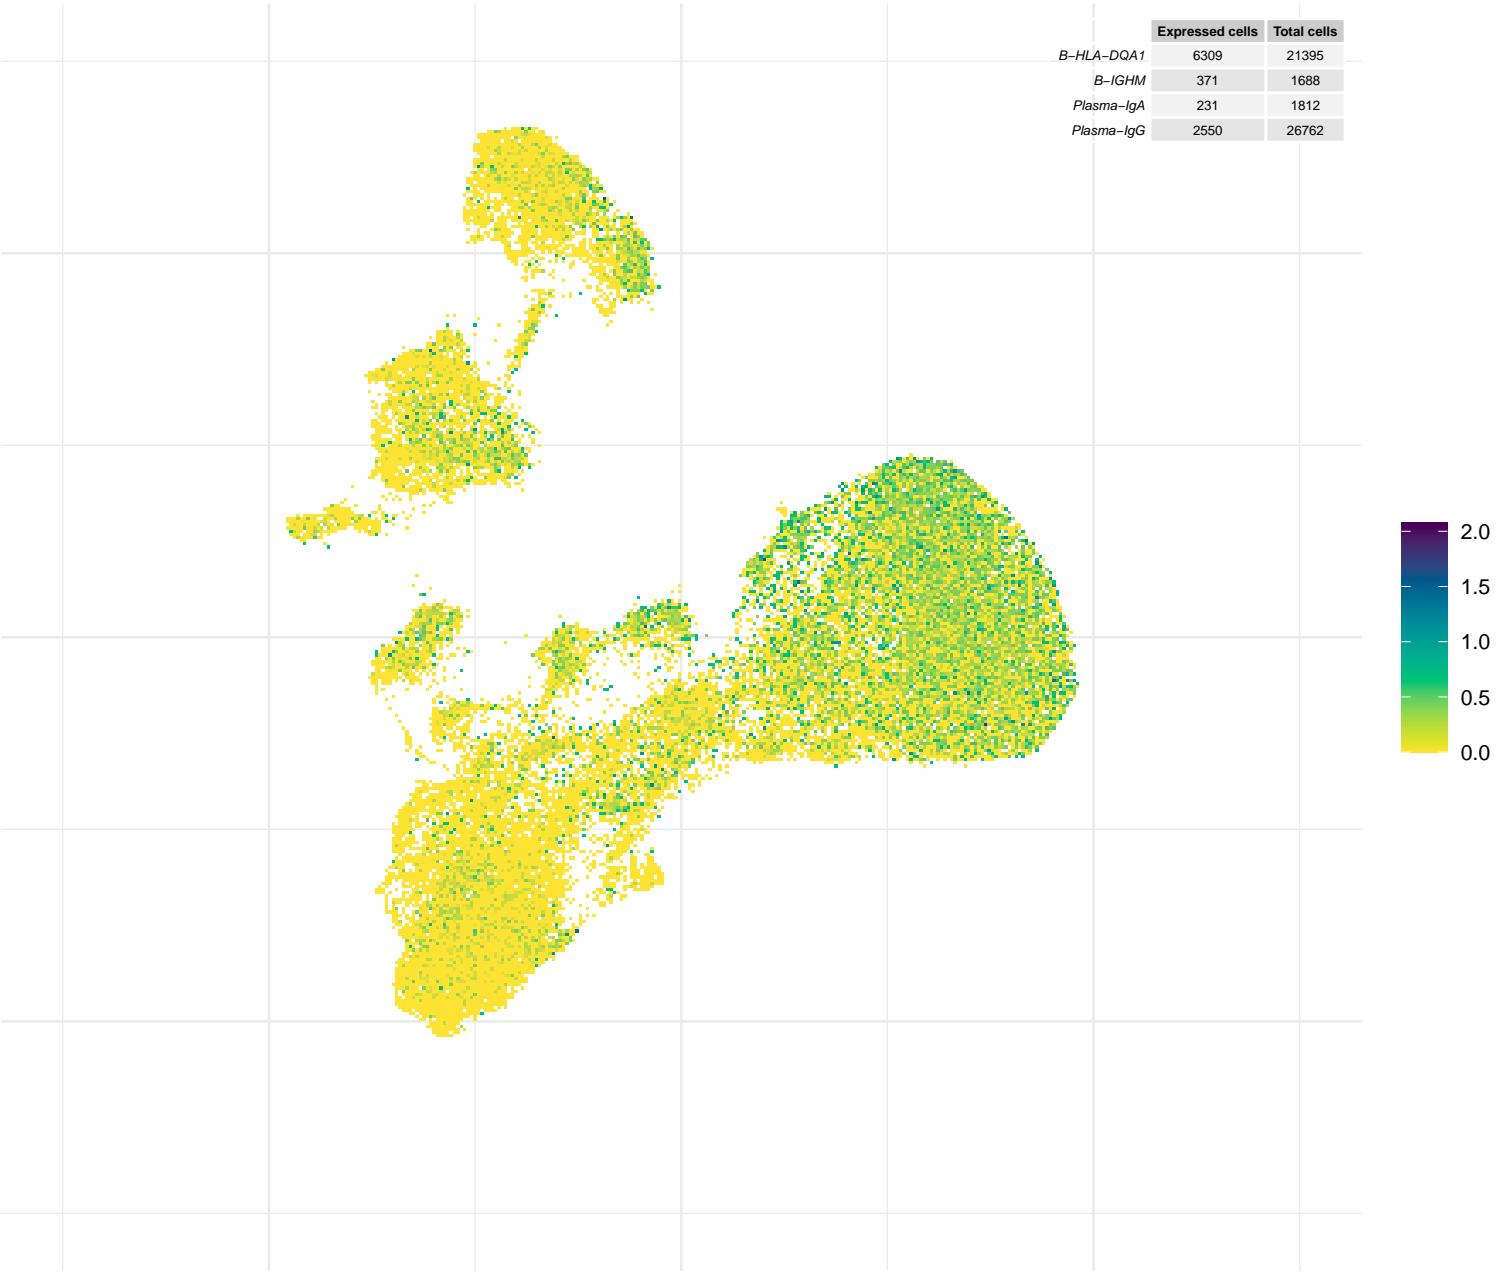 Expressed cells Total cells
B−HLA−DQA1 6309 21395
B−IGHM 371 1688
Plasma−IgA 231 1812
Plasma−IgG 2550 26762
2.0
1.5
1.0
0.5
0.0